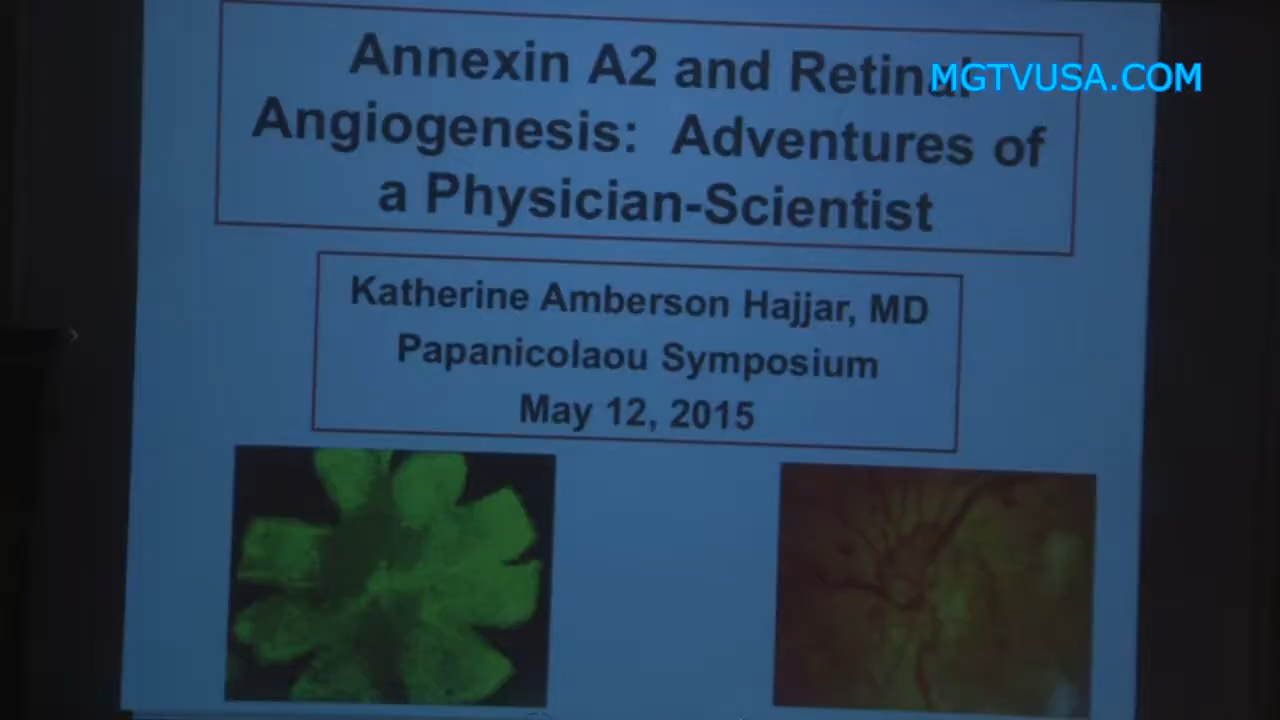 Annexin A2 and Retinal
MGTVUSA.COM
Angiogenesis: Adventures of
a Physician-Scientist
Katherine Amberson Hajjar, MD
Papanicolaou Symposium
May 12, 2015